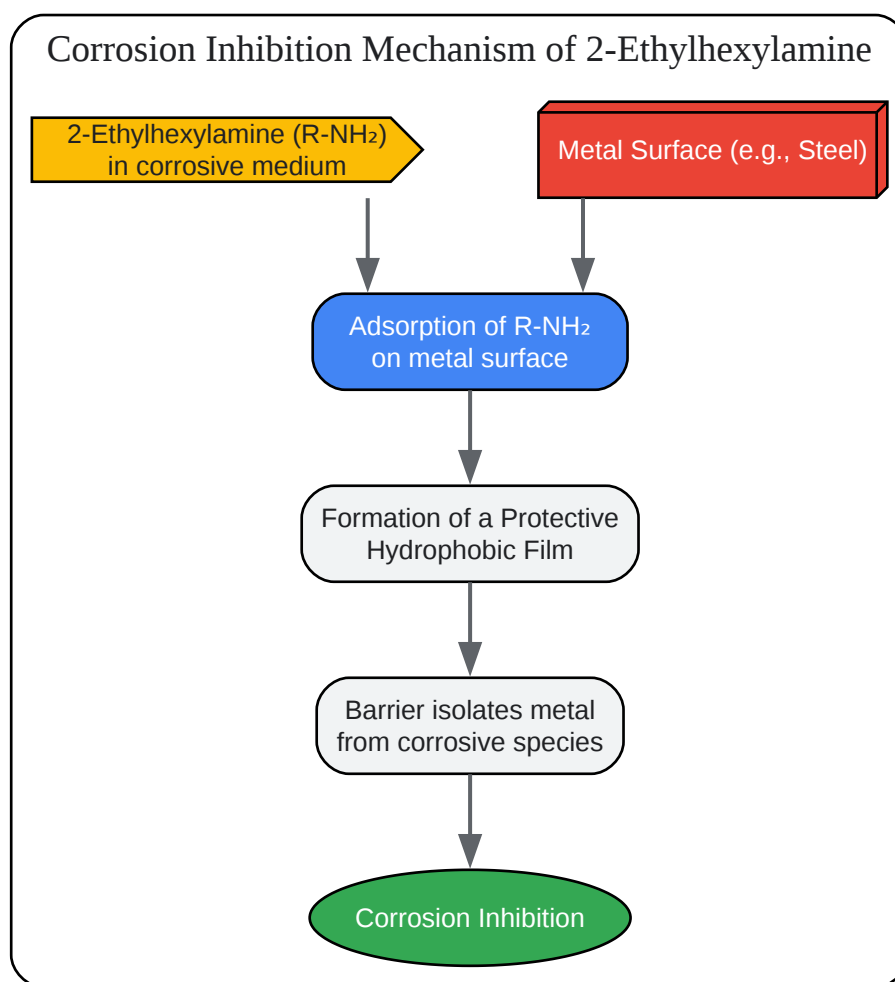 Corrosion Inhibition Mechanism of 2-Ethylhexylamine
2-Ethylhexylamine (R-NH₂)
in corrosive medium
Metal Surface (e.g., Steel)
Adsorption of R-NH₂
on metal surface
Formation of a Protective
Hydrophobic Film
Barrier isolates metal
from corrosive species
Corrosion Inhibition